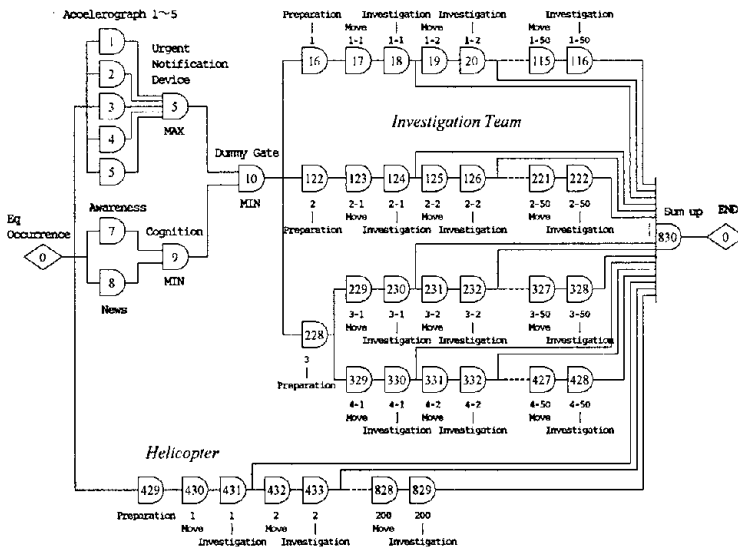 Accelerograph 1～5
Preparation Investigation Investigation Investigation
| Move | Move | Move |
1 1-1 1-1 1-2 1-2 1-50 1-50
1 Urgent
Notification
Device
16 17 18 19 20 115 116
2
3 5
MAX
4
5
Investigation Team
Dummy Gate
10
MIN
122 123 124 125 126 221 222
2 2-1 2-1 2-2 2-2 2-50 2-50
| Move | Move | Move |
Preparation Investigation Investigation Investigation
Sum up END
830 0
Eq
Occurrence
0
Awareness
7 Cognition
9
MIN
8
News
229 230 231 232 327 328
3-1 3-1 3-2 3-2 3-50 3-50
Move | Move | Move |
Investigation Investigation Investigation
228
3
|
Preparation
329 330 331 332 427 428
4-1 4-1 4-2 4-2 4-50 4-50
Move | Move | Move |
Investigation Investigation Investigation
Helicopter
429 430 431 432 433 828 829
Preparation 1 1 2 2 200 200
Move | Move | Move |
Investigation Investigation Investigation